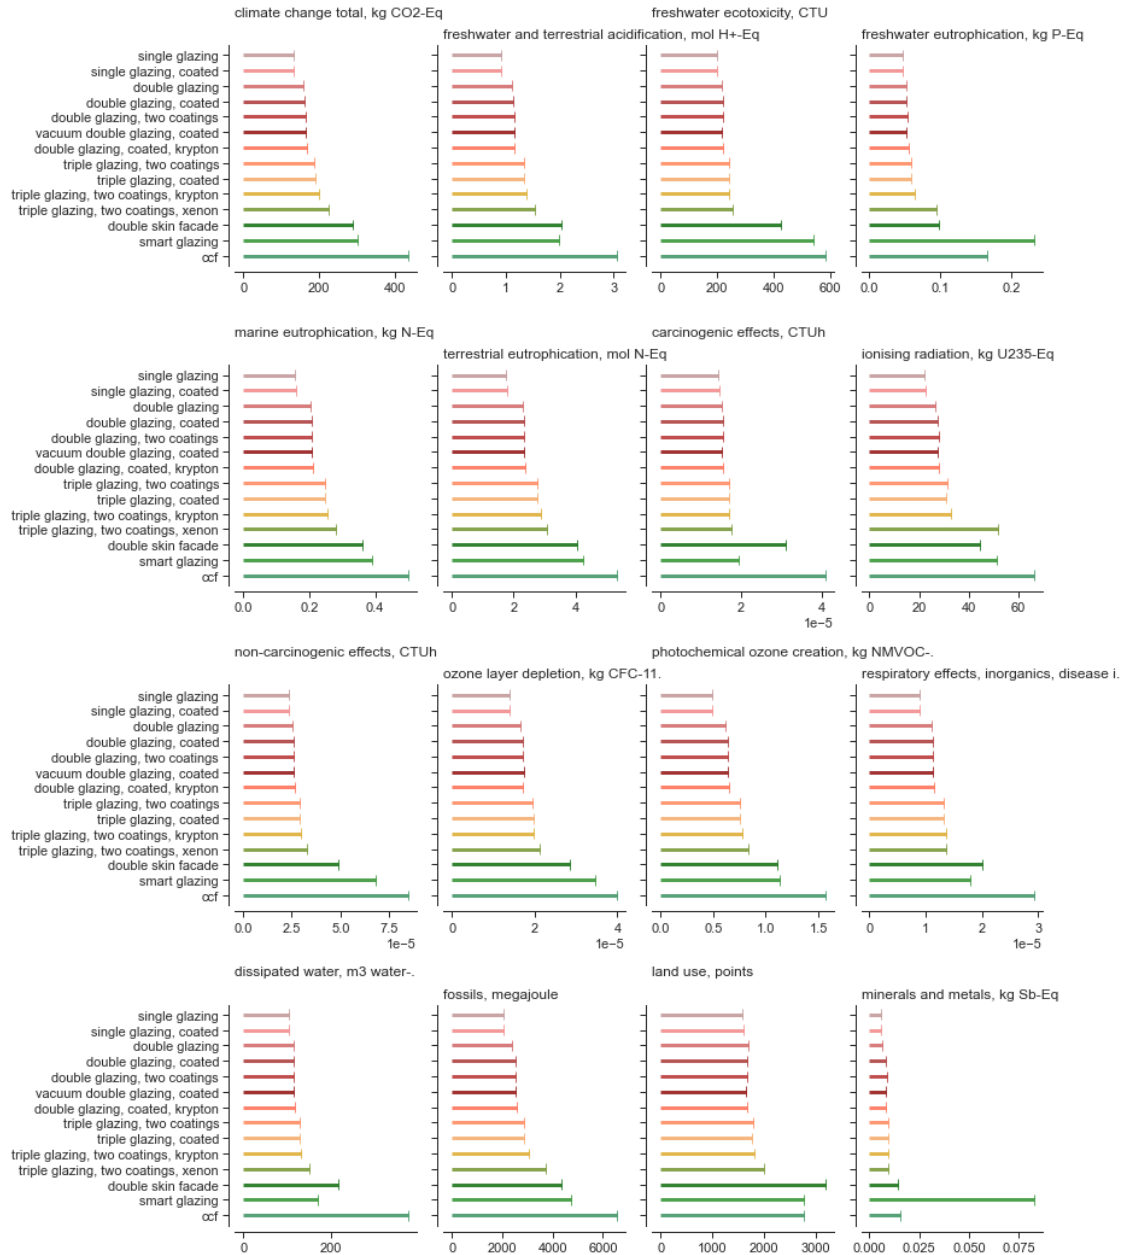 climate change total, kg CO2-Eq
freshwater ecotoxicity, CTU
freshwater and terrestrial acidification, mol H+-Eq
freshwater eutrophication, kg P-Eq
single glazing
single glazing, coated
double glazing
double glazing, coated
double glazing, two coatings
vacuum double glazing, coated
double glazing, coated, krypton
triple glazing, two coatings
triple glazing, coated
triple glazing, two coatings, krypton
triple glazing, two coatings, xenon
double skin facade
smart glazing
ccf
0 200 400
0 1 2 3
0 200 400 600
0.0 0.1 0.2
marine eutrophication, kg N-Eq
carcinogenic effects, CTUh
terrestrial eutrophication, mol N-Eq
ionising radiation, kg U235-Eq
single glazing
single glazing, coated
double glazing
double glazing, coated
double glazing, two coatings
vacuum double glazing, coated
double glazing, coated, krypton
triple glazing, two coatings
triple glazing, coated
triple glazing, two coatings, krypton
triple glazing, two coatings, xenon
double skin facade
smart glazing
ccf
0.0 0.2 0.4
0 2 4
0 2 4
1e−5
0 20 40 60
non-carcinogenic effects, CTUh
photochemical ozone creation, kg NMVOC-.
ozone layer depletion, kg CFC-11.
respiratory effects, inorganics, disease i.
single glazing
single glazing, coated
double glazing
double glazing, coated
double glazing, two coatings
vacuum double glazing, coated
double glazing, coated, krypton
triple glazing, two coatings
triple glazing, coated
triple glazing, two coatings, krypton
triple glazing, two coatings, xenon
double skin facade
smart glazing
ccf
0.0 2.5 5.0 7.5
1e−5
0 2 4
1e−5
0.0 0.5 1.0 1.5
0 1 2 3
1e−5
dissipated water, m3 water-.
land use, points
fossils, megajoule
minerals and metals, kg Sb-Eq
single glazing
single glazing, coated
double glazing
double glazing, coated
double glazing, two coatings
vacuum double glazing, coated
double glazing, coated, krypton
triple glazing, two coatings
triple glazing, coated
triple glazing, two coatings, krypton
triple glazing, two coatings, xenon
double skin facade
smart glazing
ccf
0 200
0 2000 4000 6000
0 1000 2000 3000
0.000 0.025 0.050 0.075